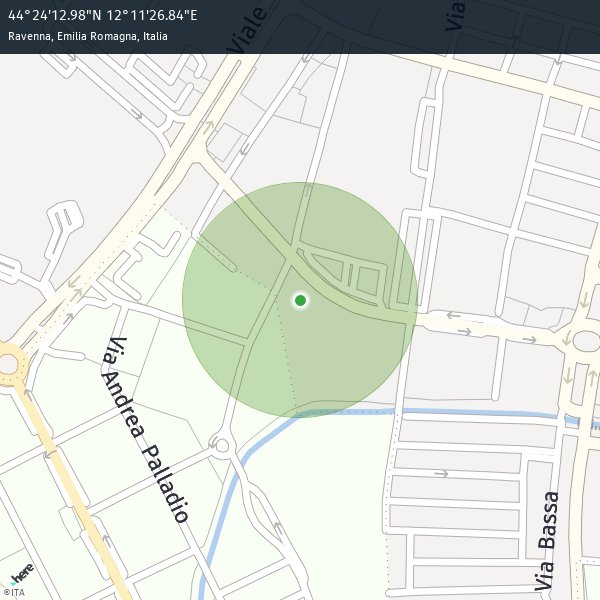 44°24'12.98"N 12°11'26.84"E
Ravenna, Emilia Romagna, Italia
Viale
Via
Via Andrea Palladio
Via Bassa
here
©ITA